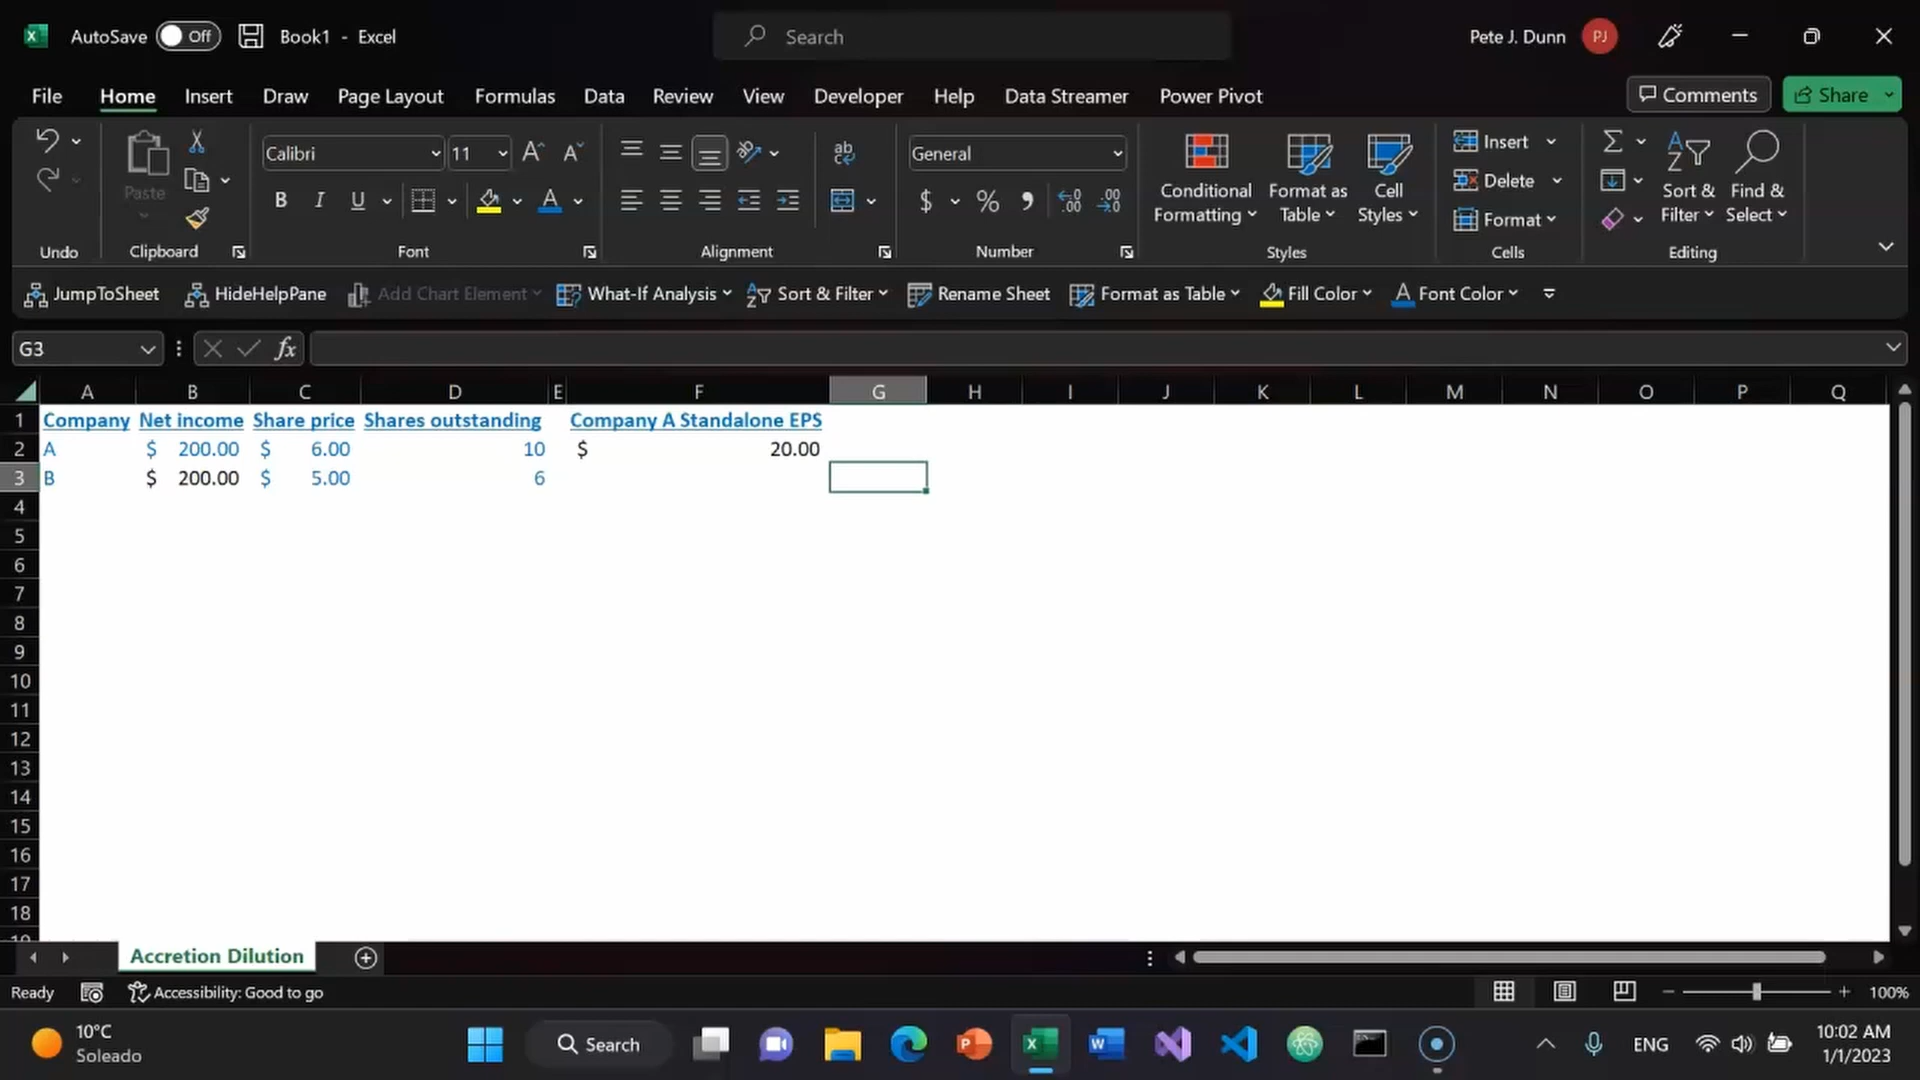 AutoSave Off Book1 - Excel Search Pete J. Dunn PJ
File Home Insert Draw Page Layout Formulas Data Review View Developer Help Data Streamer Power Pivot Comments Share
Paste Calibri 11 General Conditional Formatting Format as Table Cell Styles Insert Delete Format Sort & Filter Find & Select
Undo Clipboard Font Alignment Number Styles Cells Editing
JumpToSheet HideHelpPane Add Chart Element What-If Analysis Sort & Filter Rename Sheet Format as Table Fill Color Font Color
G3 fx
A B C D E F G H I J K L M N O P Q
1 Company Net income Share price Shares outstanding Company A Standalone EPS
2 A $ 200.00 $ 6.00 10 $ 20.00
3 B $ 200.00 $ 5.00 6
4
5
6
7
8
9
10
11
12
13
14
15
16
17
18
Accretion Dilution
Ready Accessibility: Good to go 100%
10°C Search ENG 10:02 AM
Soleado 1/1/2023